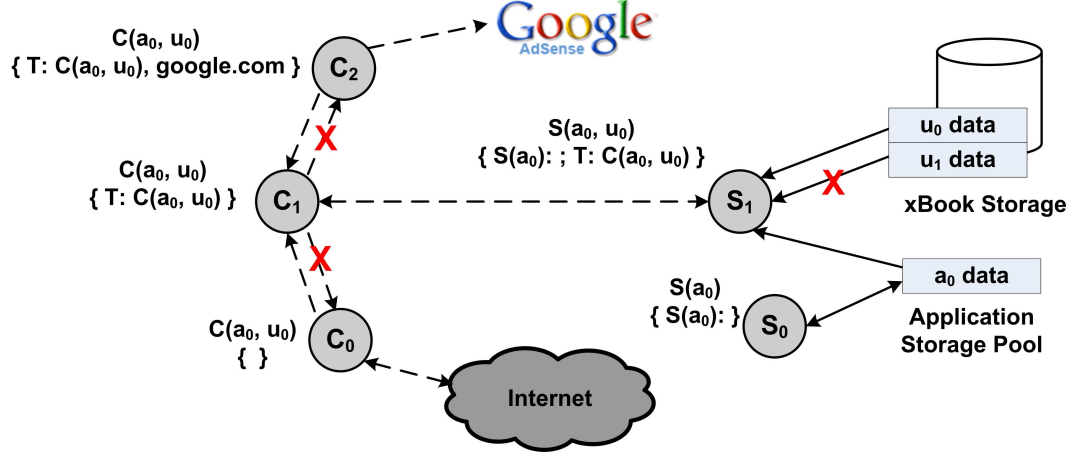 Google
AdSense
C(a₀, u₀)
{ T: C(a₀, u₀), google.com }
C₂
X
S(a₀, u₀)
{ S(a₀): ; T: C(a₀, u₀) }
u₀ data
u₁ data
X
xBook Storage
C(a₀, u₀)
{ T: C(a₀, u₀) }
C₁
S₁
X
a₀ data
Application
Storage Pool
S(a₀)
{ S(a₀): }
S₀
C(a₀, u₀)
{ }
C₀
Internet